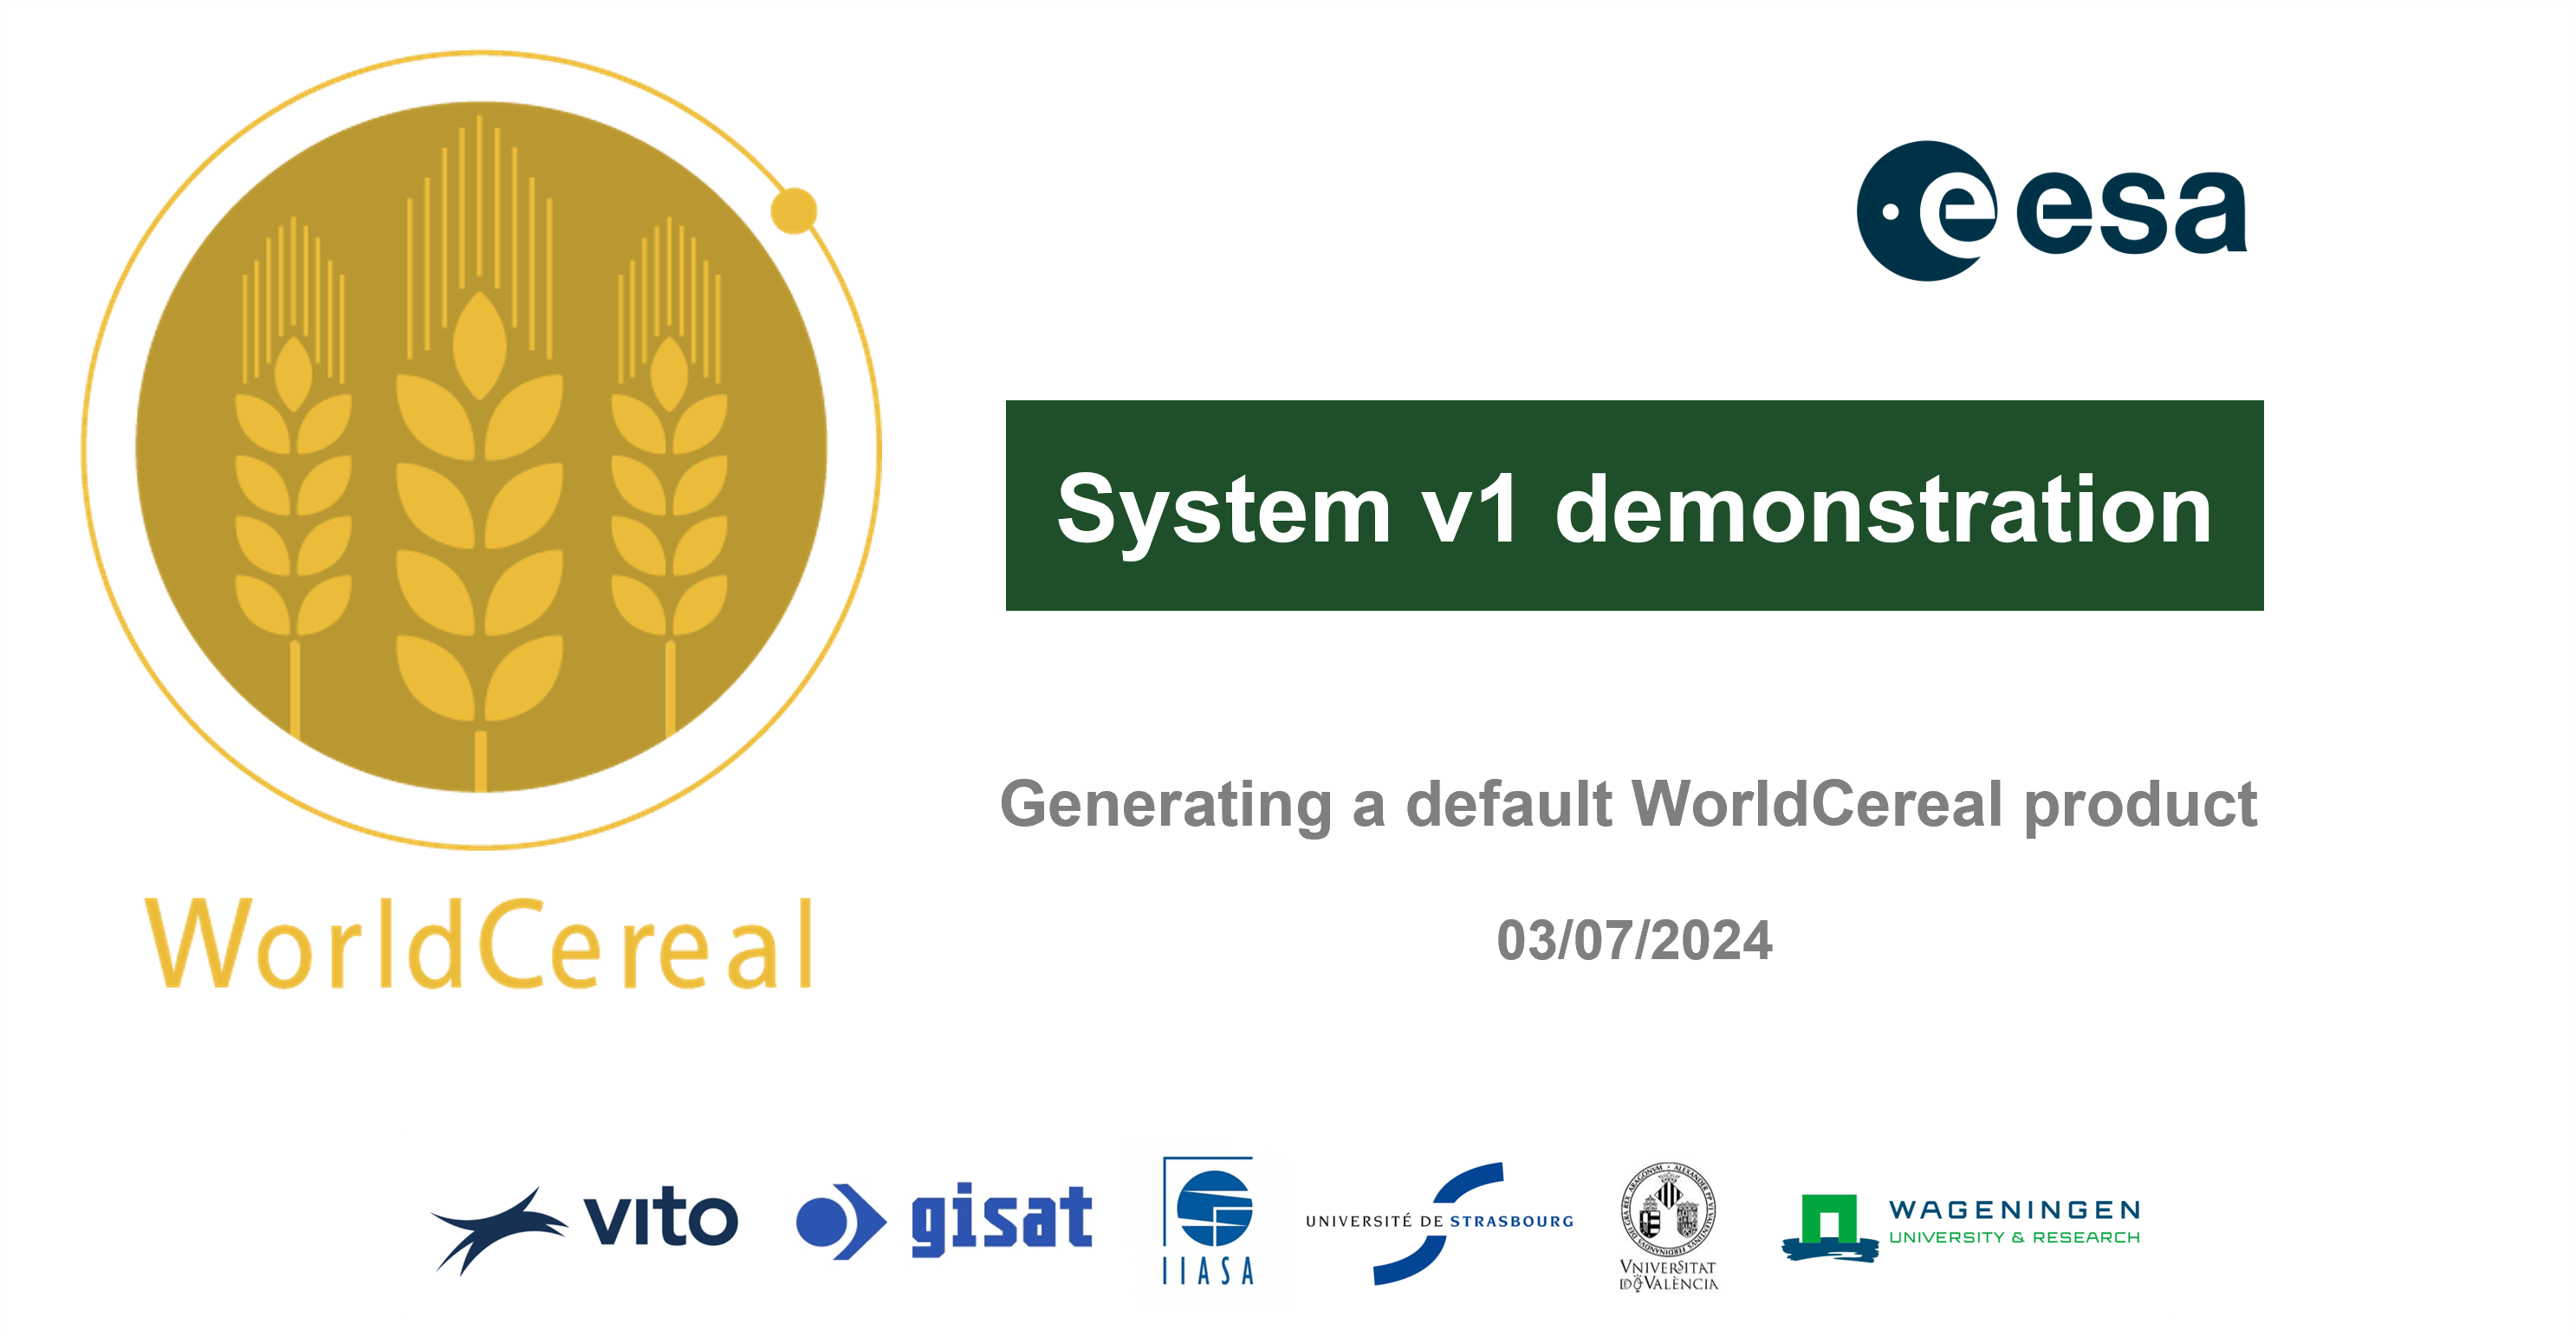 esa
System v1 demonstration
Generating a default WorldCereal product
03/07/2024
WorldCereal
vito
gisat
IIASA
UNIVERSITÉ DE STRASBOURG
VNIVERSITAT
DE VALÈNCIA
WAGENINGEN
UNIVERSITY & RESEARCH